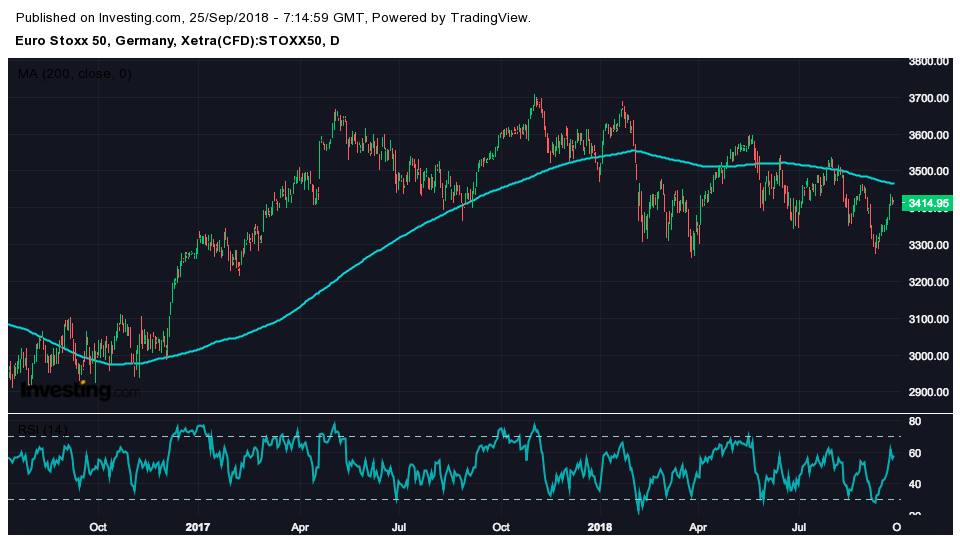 Published on Investing.com, 25/Sep/2018 - 7:14:59 GMT, Powered by TradingView.
Euro Stoxx 50, Germany, Xetra(CFD):STOXX50, D
MA (200, close, 0)
3800.00
3700.00
3600.00
3500.00
3414.95
3300.00
3200.00
3100.00
3000.00
2900.00
Investing.com
RSI (14)
80
60
40
20
Oct 2017 Apr Jul Oct 2018 Apr Jul O